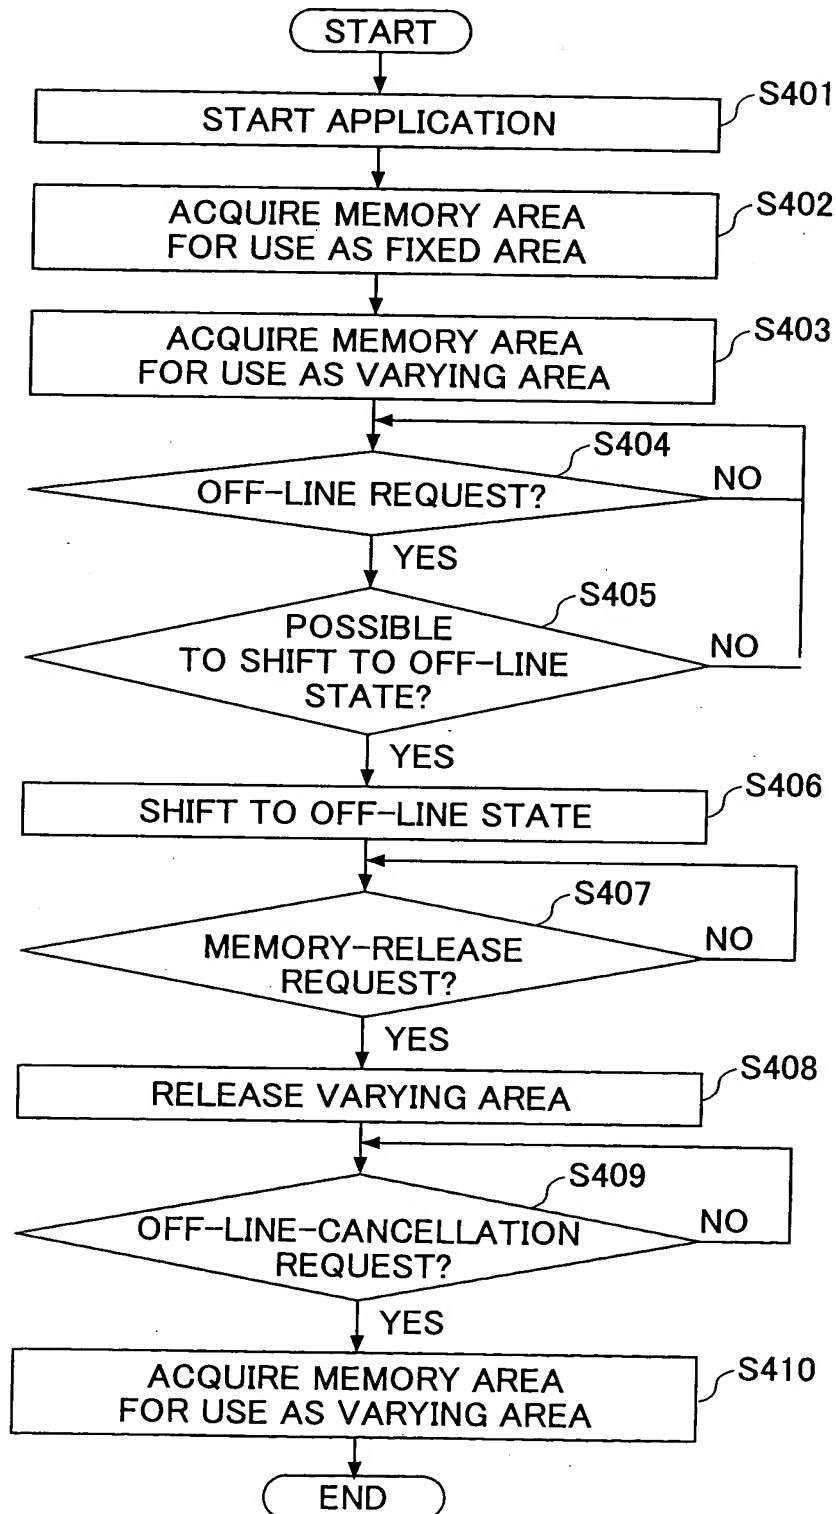 START
S401
START APPLICATION
S402
ACQUIRE MEMORY AREA
FOR USE AS FIXED AREA
S403
ACQUIRE MEMORY AREA
FOR USE AS VARYING AREA
S404
OFF-LINE REQUEST?
NO
YES
S405
POSSIBLE
TO SHIFT TO OFF-LINE
STATE?
NO
YES
S406
SHIFT TO OFF-LINE STATE
S407
MEMORY-RELEASE
REQUEST?
NO
YES
S408
RELEASE VARYING AREA
S409
OFF-LINE-CANCELLATION
REQUEST?
NO
YES
S410
ACQUIRE MEMORY AREA
FOR USE AS VARYING AREA
END